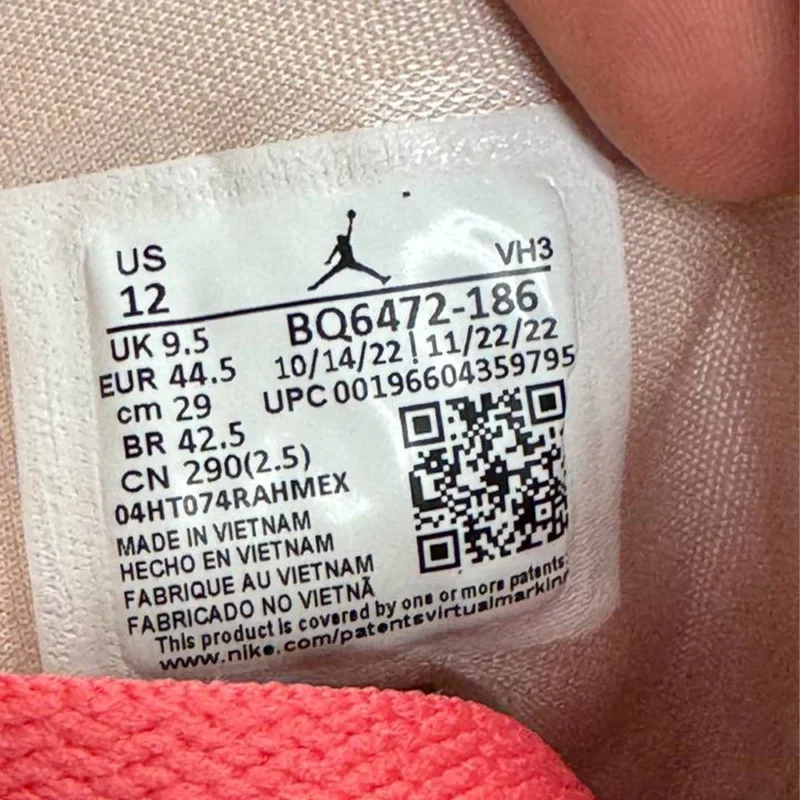 US
VH3
12
BQ6472-186
UK 9.5
10/14/22 | 11/22/22
EUR 44.5
UPC 00196604359795
cm 29
BR 42.5
CN 290(2.5)
04HT074RAHMEX
MADE IN VIETNAM
HECHO EN VIETNAM
FABRIQUE AU VIETNAM
FABRICADO NO VIETNÃ
This product is covered by one or more patents:
www.nike.com/patentsvirtualmarkin